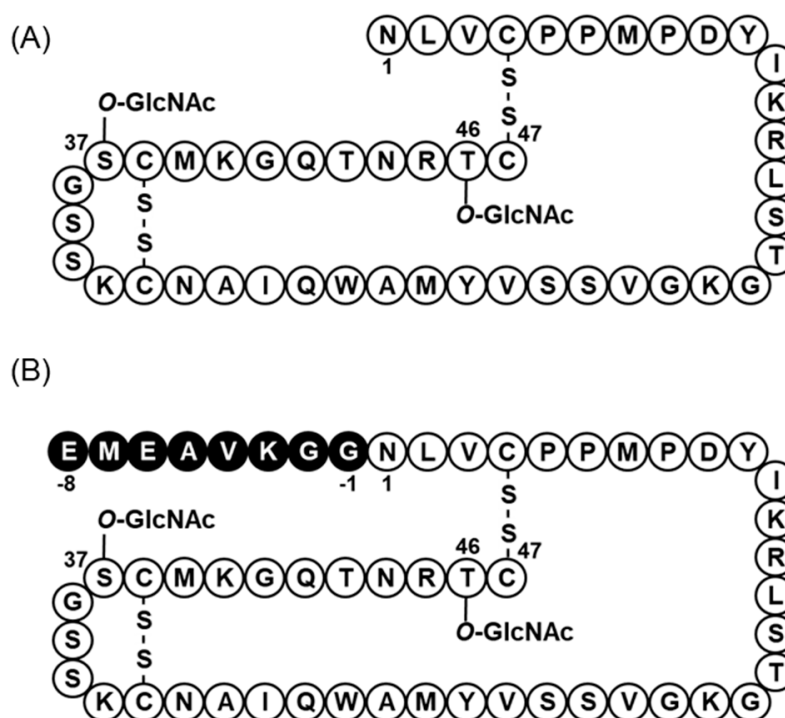 (A)
N L V C P P M P D Y
1
I
K
R
L
S
T
S
S
O-GlcNAc
37
46
47
S C M K G Q T N R T C
O-GlcNAc
G
S
S
S
S
K C N A I Q W A M Y V S S V G K G
(B)
E M E A V K G G N L V C P P M P D Y
-8
-1
1
I
K
R
L
S
T
S
S
O-GlcNAc
37
46
47
S C M K G Q T N R T C
O-GlcNAc
G
S
S
S
S
K C N A I Q W A M Y V S S V G K G